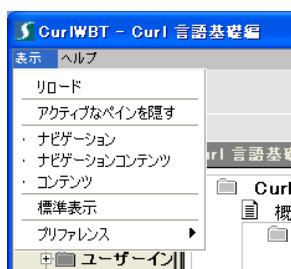 CurlWBT - Curl 言語基礎編
表示 ヘルプ
リロード
アクティブなペインを隠す
・ ナビゲーション
・ ナビゲーションコンテンツ
・ コンテンツ
標準表示
プリファレンス
rl 言語基
Curl
概
ユーザーイン